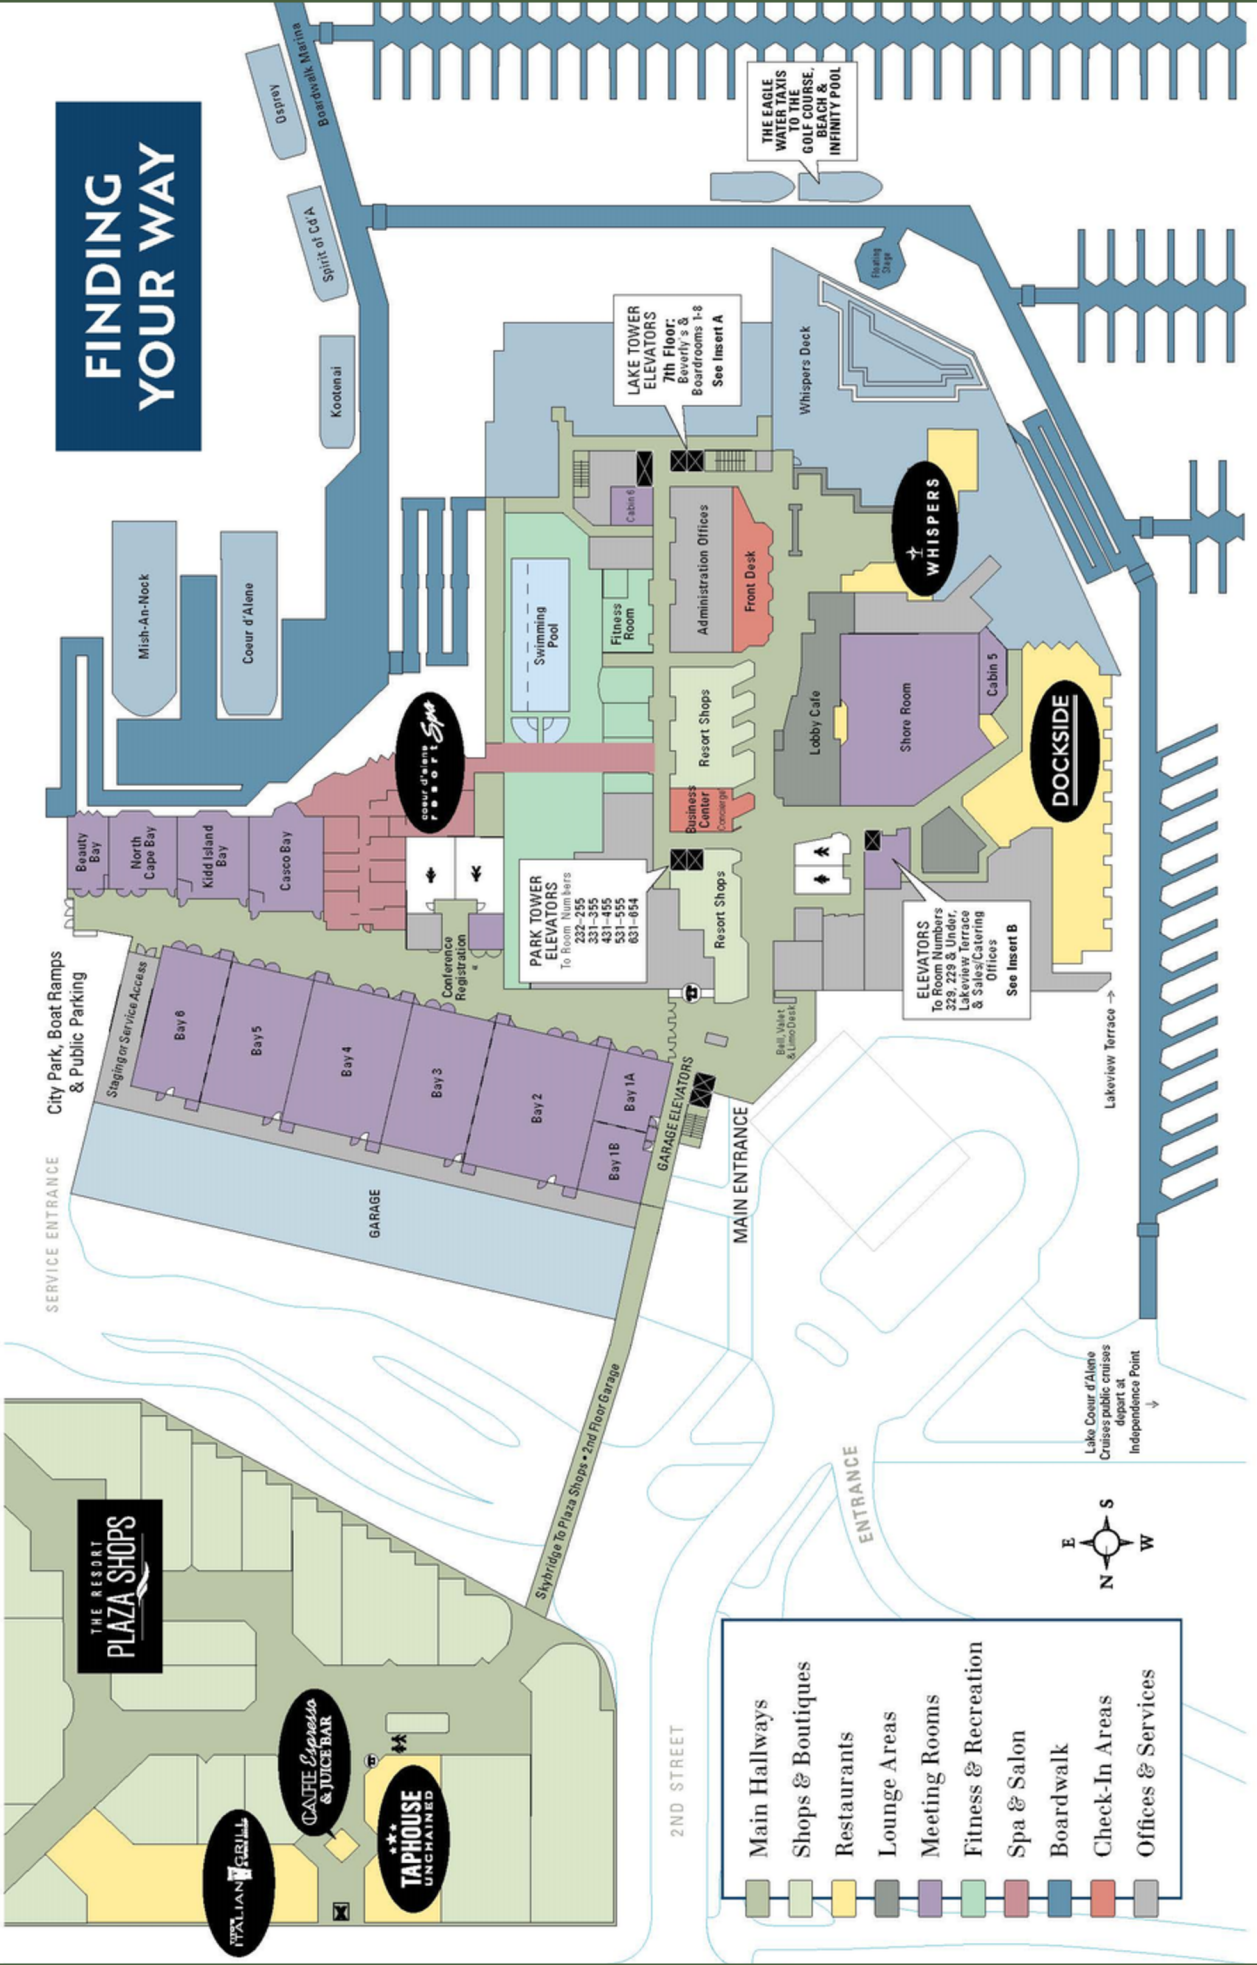 FINDING
YOUR WAY
Osprey
Boardwalk Marina
Spirit of Cd'A
Kootenai
Mish-An-Nock
Coeur d'Alene
THE EAGLE
WATER TAXIS
TO THE
GOLF COURSE,
BEACH &
INFINITY POOL
Floating
Stage
LAKE TOWER
ELEVATORS
7th Floor:
Beverly's &
Boardrooms 1-8
See Insert A
Whispers Deck
WHISPERS
Cabin 6
Administration Offices
Front Desk
Swimming
Pool
Fitness
Room
Resort Shops
Lobby Cafe
Shore Room
Cabin 5
DOCKSIDE
coeur d'alene
resort Spa
Business
Center
Concierge
Beauty
Bay
North
Cape Bay
Kidd Island
Bay
Casco Bay
PARK TOWER
ELEVATORS
To Room Numbers
232-255
331-355
431-455
531-555
631-654
Resort Shops
ELEVATORS
To Room Numbers
329, 229 & Under,
Lakeview Terrace
& Sales/Catering
Offices
See Insert B
City Park, Boat Ramps
& Public Parking
Conference
Registration
Staging or Service Access
Bay 6
Bay 5
Bay 4
Bay 3
Bay 2
Bay 1A
Bay 1B
Bell, Valet
& Limo Desk
Lakeview Terrace →
GARAGE ELEVATORS
MAIN ENTRANCE
SERVICE ENTRANCE
GARAGE
Skybridge To Plaza Shops • 2nd Floor Garage
Lake Coeur d'Alene
Cruises public cruises
depart at
Independence Point
ENTRANCE
THE RESORT
PLAZA SHOPS
CAFE Espresso
& JUICE BAR
ITALIAN GRILL
TAPHOUSE
UNCHAINED
2ND STREET
E
N
S
W
Main Hallways
Shops & Boutiques
Restaurants
Lounge Areas
Meeting Rooms
Fitness & Recreation
Spa & Salon
Boardwalk
Check-In Areas
Offices & Services